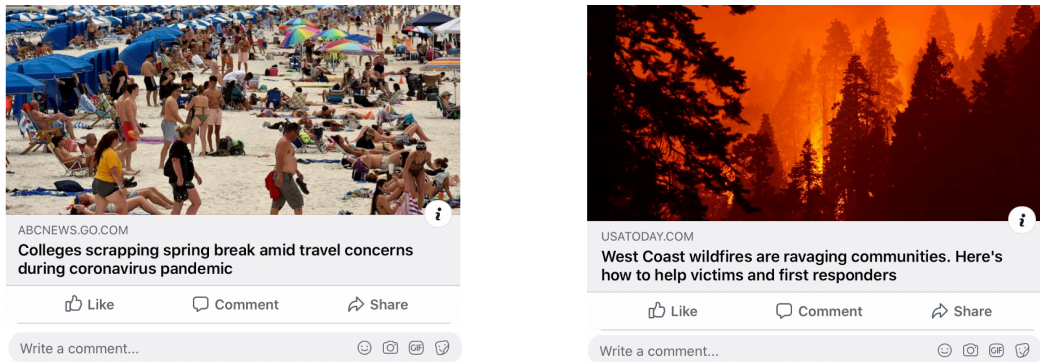 ABCNEWS.GO.COM
Colleges scrapping spring break amid travel concerns
during coronavirus pandemic
Like Comment Share
Write a comment... GIF
USATODAY.COM
West Coast wildfires are ravaging communities. Here's
how to help victims and first responders
Like Comment Share
Write a comment... GIF